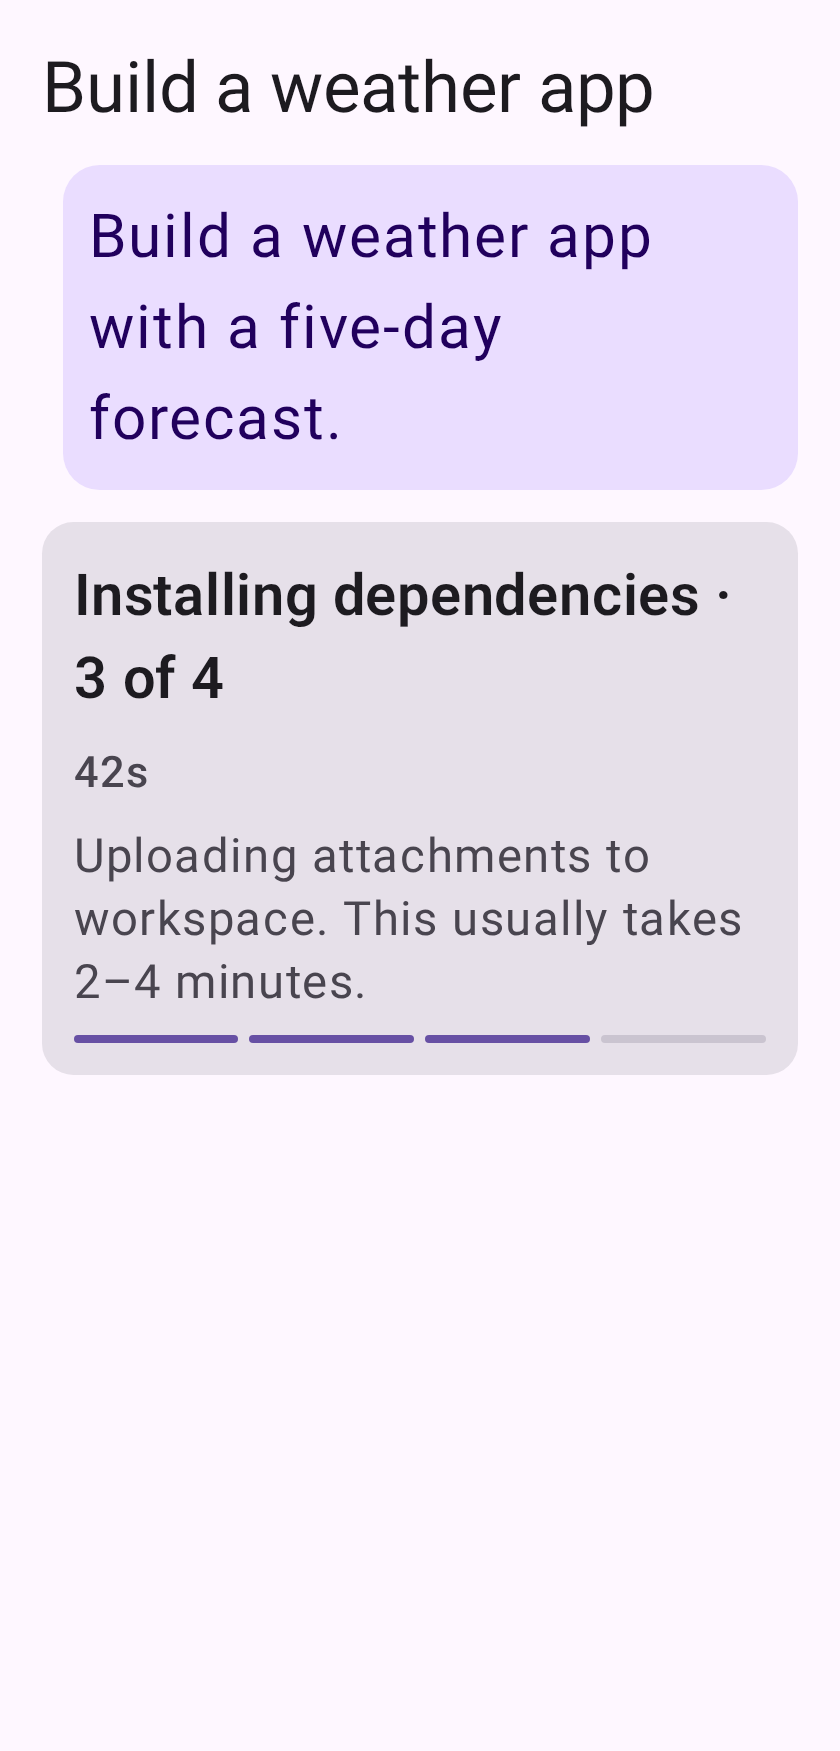 Build a weather app
Build a weather app
with a five-day
forecast.
Installing dependencies ·
3 of 4
42s
Uploading attachments to
workspace. This usually takes
2–4 minutes.